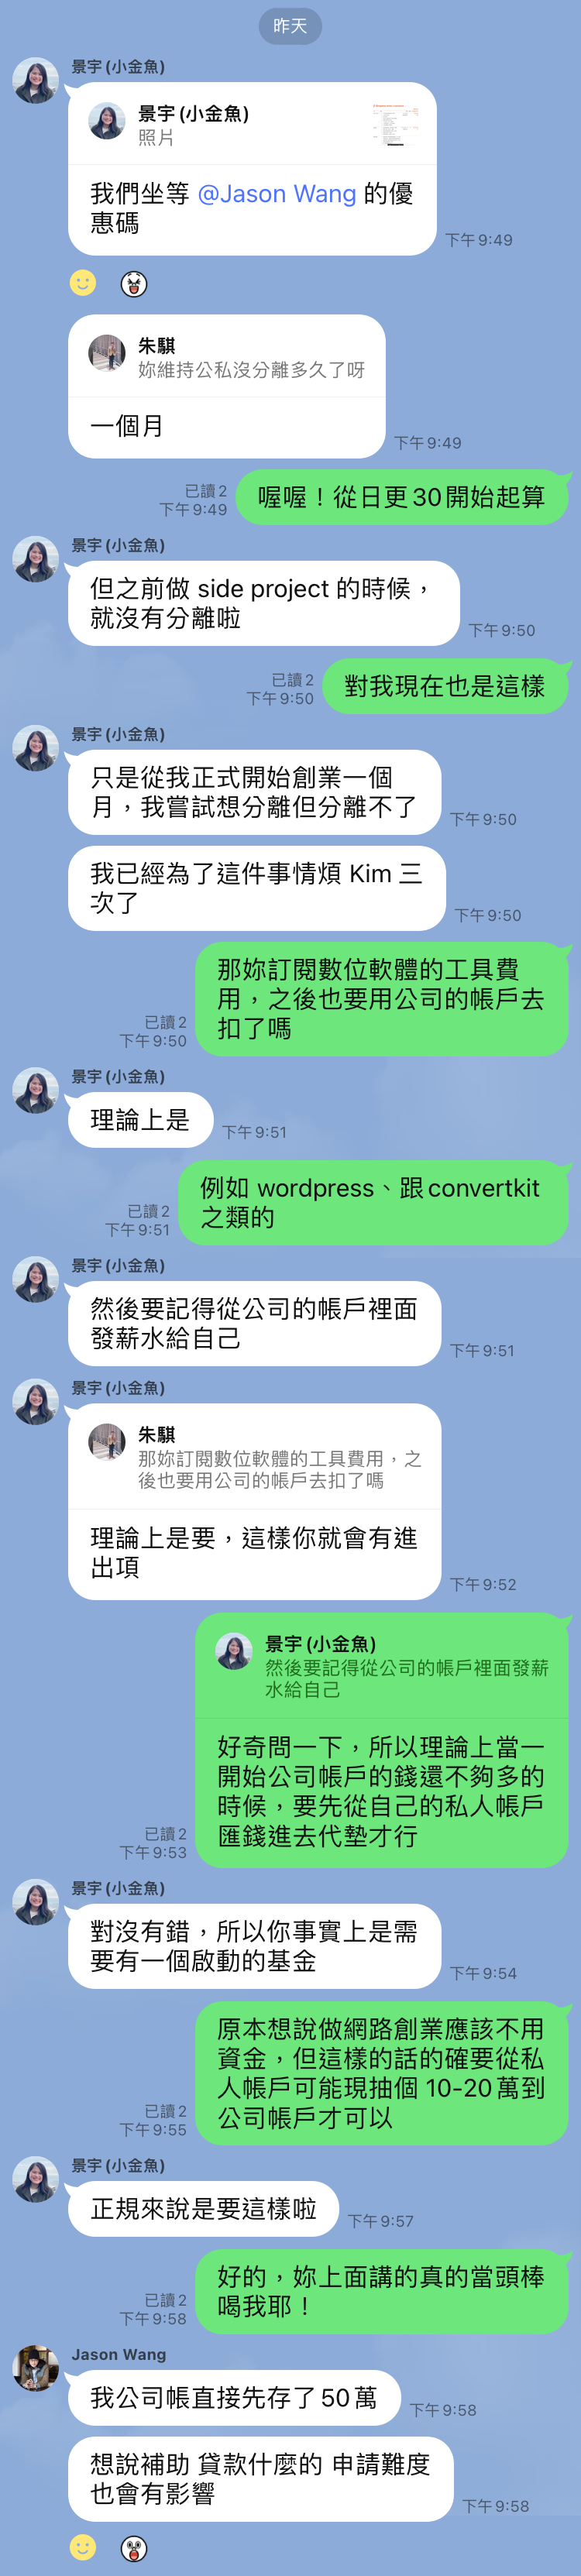 昨天
景宇 (小金魚)
景宇 (小金魚)
照片
我們坐等 @Jason Wang 的優
惠碼
下午 9:49
朱騏
妳維持公私沒分離多久了呀
一個月
下午 9:49
已讀 2
下午 9:49
喔喔！從日更 30 開始起算
景宇 (小金魚)
但之前做 side project 的時候，
就沒有分離啦
下午 9:50
已讀 2
下午 9:50
對我現在也是這樣
景宇 (小金魚)
只是從我正式開始創業一個
月，我嘗試想分離但分離不了
下午 9:50
我已經為了這件事情煩 Kim 三
次了
下午 9:50
那妳訂閱數位軟體的工具費
用，之後也要用公司的帳戶去
扣了嗎
已讀 2
下午 9:50
景宇 (小金魚)
理論上是
下午 9:51
例如 wordpress、跟 convertkit
之類的
已讀 2
下午 9:51
景宇 (小金魚)
然後要記得從公司的帳戶裡面
發薪水給自己
下午 9:51
景宇 (小金魚)
朱騏
那妳訂閱數位軟體的工具費用，之
後也要用公司的帳戶去扣了嗎
理論上是要，這樣你就會有進
出項
下午 9:52
景宇 (小金魚)
然後要記得從公司的帳戶裡面發薪
水給自己
好奇問一下，所以理論上當一
開始公司帳戶的錢還不夠多的
時候，要先從自己的私人帳戶
匯錢進去代墊才行
已讀 2
下午 9:53
景宇 (小金魚)
對沒有錯，所以你事實上是需
要有一個啟動的基金
下午 9:54
原本想說做網路創業應該不用
資金，但這樣的話的確要從私
人帳戶可能現抽個 10-20 萬到
公司帳戶才可以
已讀 2
下午 9:55
景宇 (小金魚)
正規來說是要這樣啦
下午 9:57
好的，妳上面講的真的當頭棒
喝我耶！
已讀 2
下午 9:58
Jason Wang
我公司帳直接先存了 50 萬
下午 9:58
想說補助 貸款什麼的 申請難度
也會有影響
下午 9:58